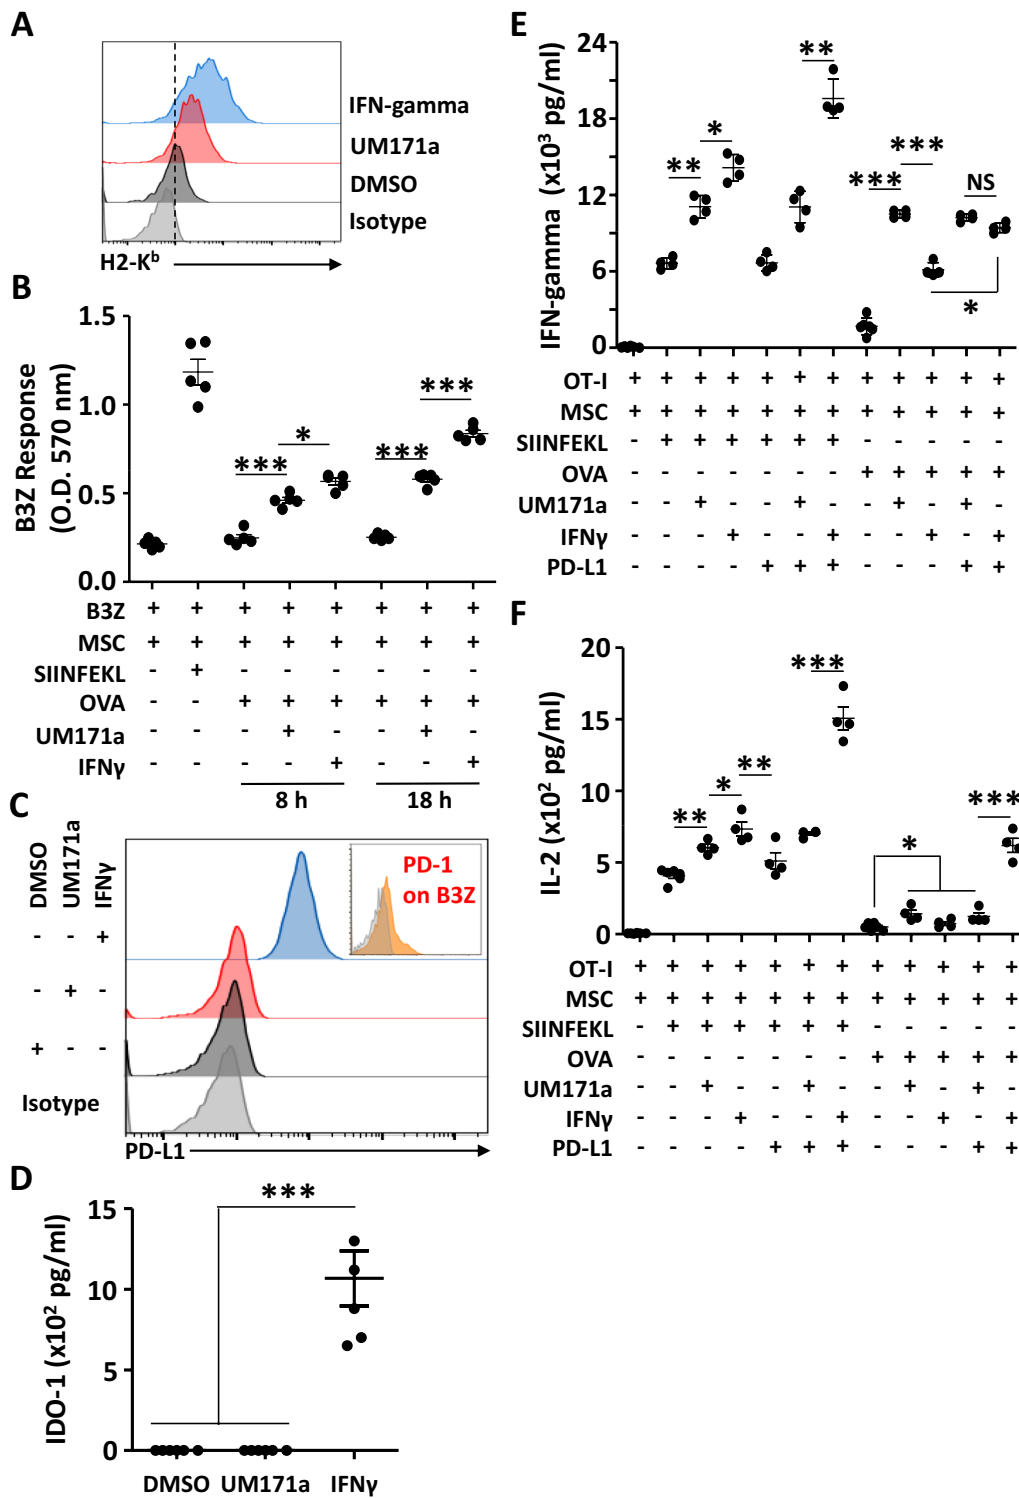 A
IFN-gamma
UM171a
DMSO
Isotype
H2-Kᵇ
B
B3Z Response
(O.D. 570 nm)
1.5
1.0
0.5
0.0
*** * *** ***
B3Z + + + + + + + +
MSC + + + + + + + +
SIINFEKL - + - - - - - -
OVA - - + + + + + +
UM171a - - - + - - + -
IFNγ - - - - + - - +
8 h 18 h
C
DMSO
UM171a
IFNγ
- - +
- + -
+ - -
Isotype
PD-1
on B3Z
PD-L1
D
IDO-1 (x10² pg/ml)
15
10
5
0
***
DMSO UM171a IFNγ
E
IFN-gamma (x10³ pg/ml)
24
18
12
6
0
** * ** *** *** NS *
OT-I + + + + + + + + + + + +
MSC + + + + + + + + + + + +
SIINFEKL - + + + + + + - - - - -
OVA - - - - - - - + + + + +
UM171a - - + - - + - - + - + -
IFNγ - - - + - - + - - + - +
PD-L1 - - - - + + + - - - + +
F
IL-2 (x10² pg/ml)
20
15
10
5
0
** * ** *** * ***
OT-I + + + + + + + + + + + +
MSC + + + + + + + + + + + +
SIINFEKL - + + + + + + - - - - -
OVA - - - - - - - + + + + +
UM171a - - + - - + - - + - + -
IFNγ - - - + - - + - - + - +
PD-L1 - - - - + + + - - - + +